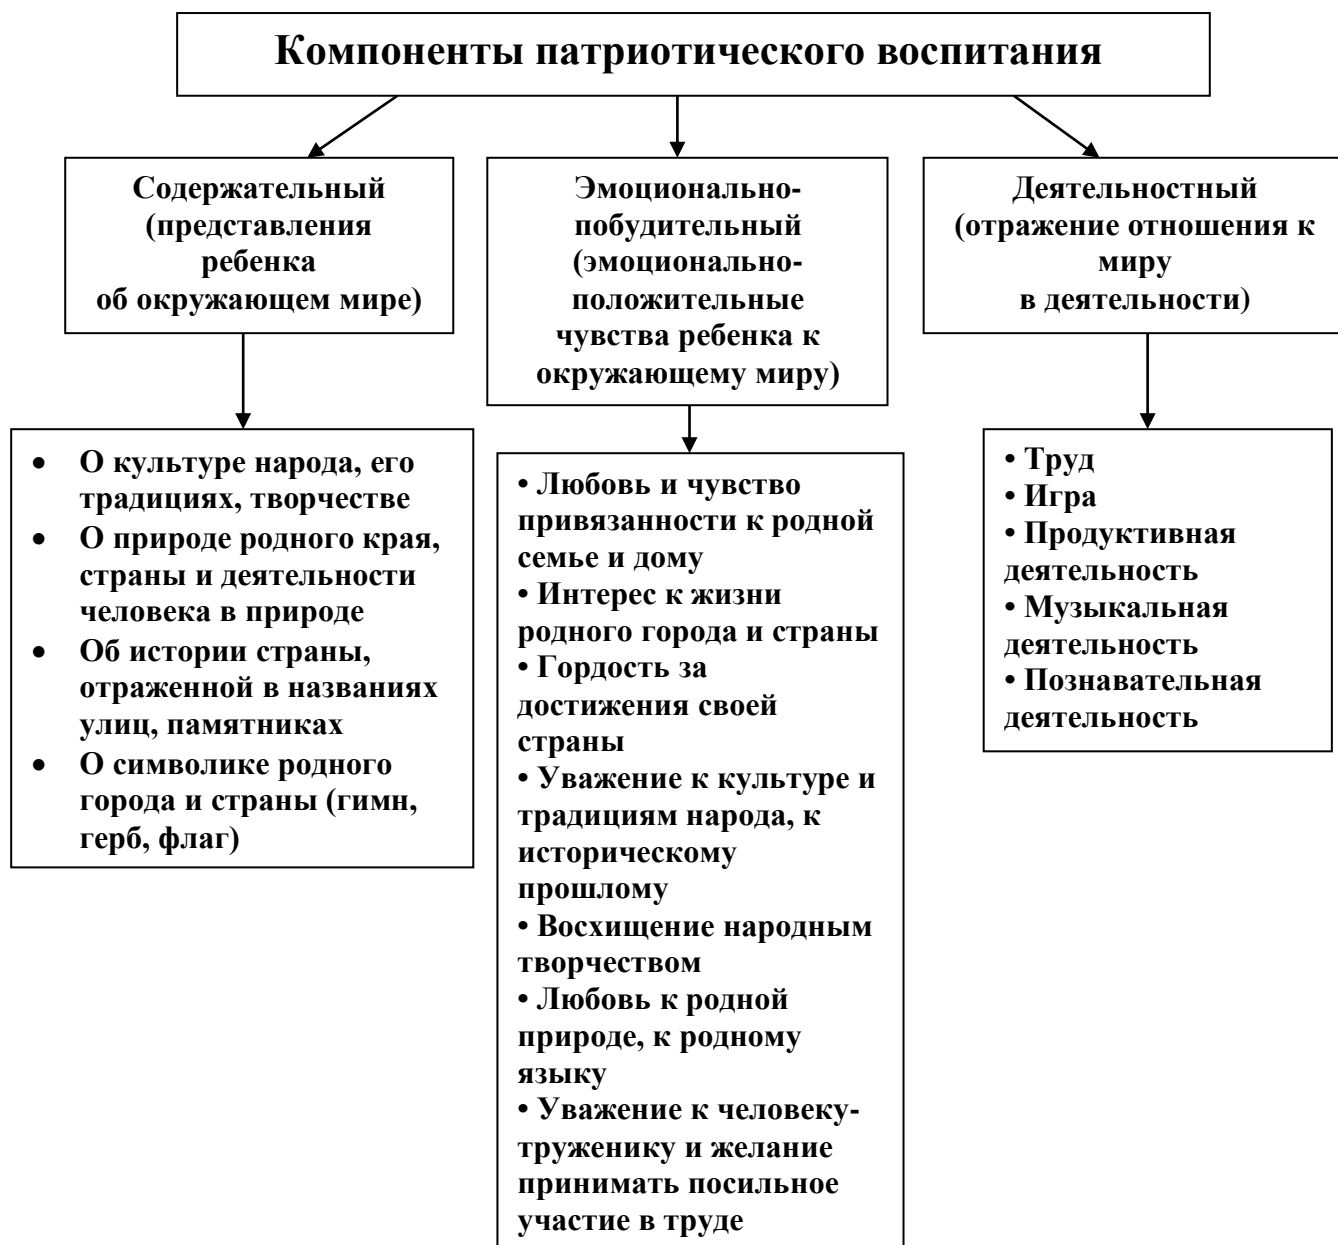 Компоненты патриотического воспитания
Содержательный
(представления
ребенка
об окружающем мире)
Эмоционально-
побудительный
(эмоционально-
положительные
чувства ребенка к
окружающему миру)
Деятельностный
(отражение отношения к
миру
в деятельности)
• О культуре народа, его
традициях, творчестве
• О природе родного края,
страны и деятельности
человека в природе
• Об истории страны,
отраженной в названиях
улиц, памятниках
• О символике родного
города и страны (гимн,
герб, флаг)
• Любовь и чувство
привязанности к родной
семье и дому
• Интерес к жизни
родного города и страны
• Гордость за
достижения своей
страны
• Уважение к культуре и
традициям народа, к
историческому
прошлому
• Восхищение народным
творчеством
• Любовь к родной
природе, к родному
языку
• Уважение к человеку-
труженику и желание
принимать посильное
участие в труде
• Труд
• Игра
• Продуктивная
деятельность
• Музыкальная
деятельность
• Познавательная
деятельность